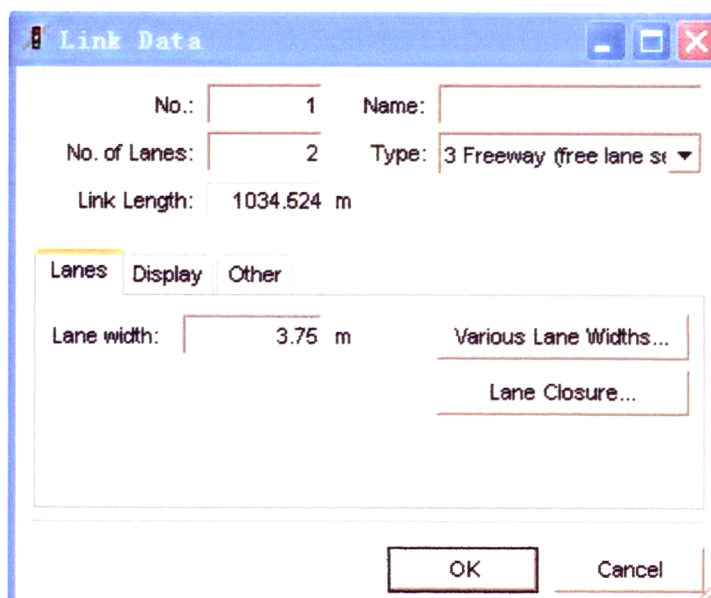 Link Data
No.: 1 Name:
No. of Lanes: 2 Type: 3 Freeway (free lane se
Link Length: 1034.524 m
Lanes Display Other
Lane width: 3.75 m Various Lane Widths...
Lane Closure...
OK Cancel